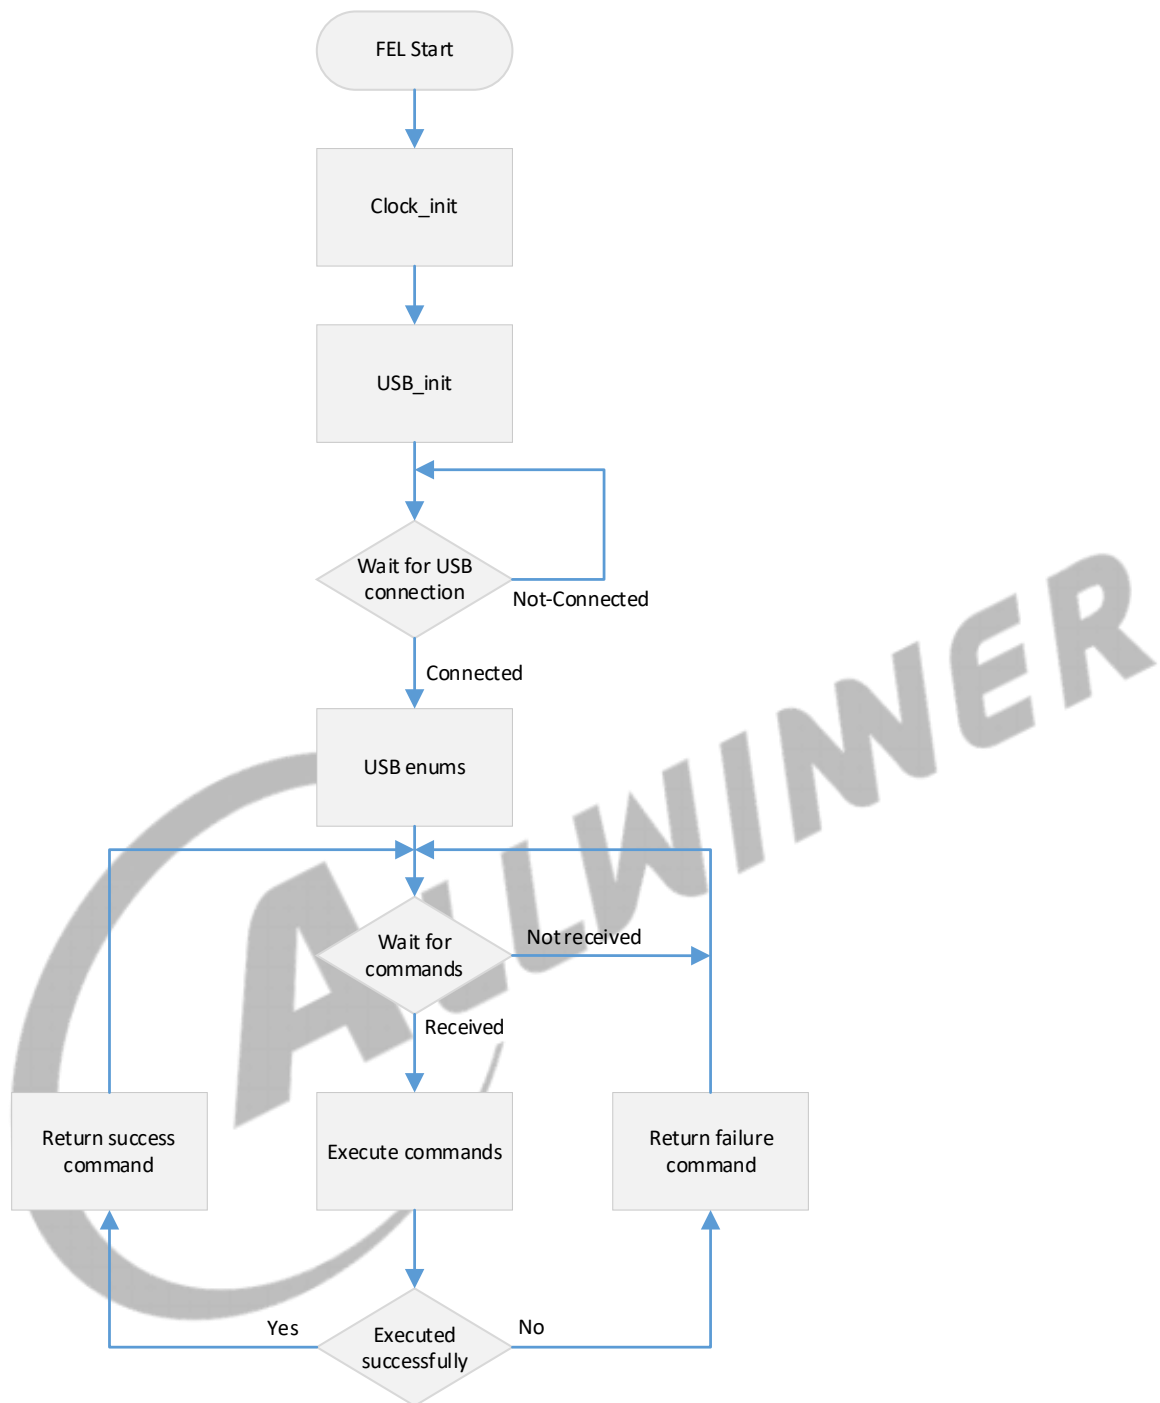 FEL Start
Clock_init
USB_init
Wait for USB
connection
Not-Connected
Connected
USB enums
Wait for
commands
Not received
Received
Return success
command
Execute commands
Return failure
command
Yes
Executed
successfully
No
ALLWINNER